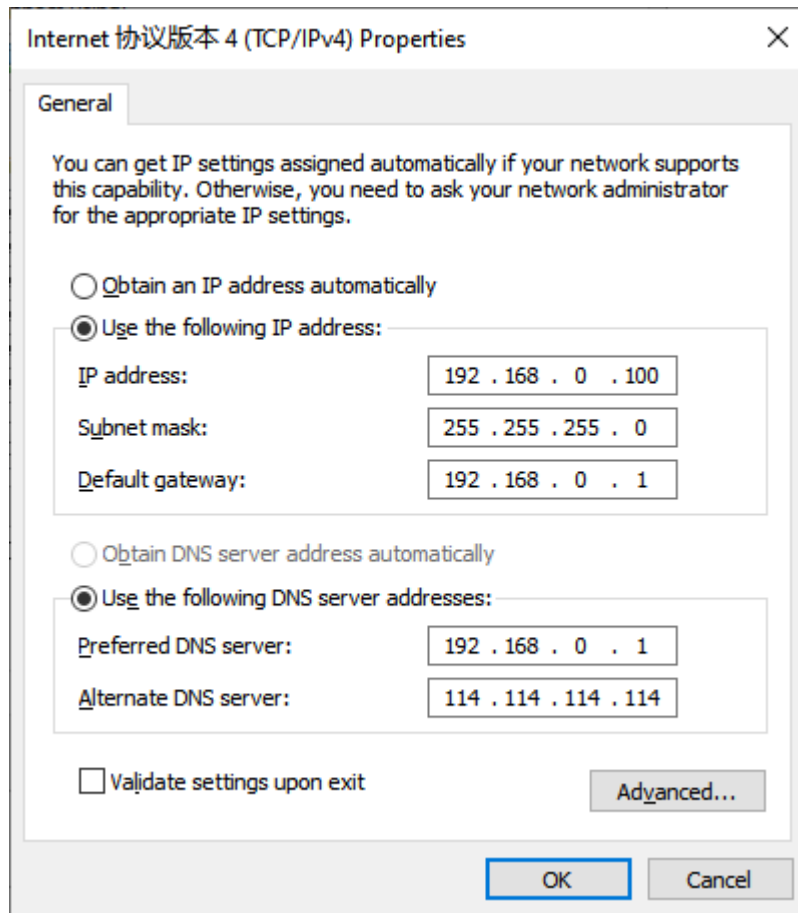 Internet 协议版本 4 (TCP/IPv4) Properties
General
You can get IP settings assigned automatically if your network supports
this capability. Otherwise, you need to ask your network administrator
for the appropriate IP settings.
Obtain an IP address automatically
Use the following IP address:
IP address: 192 . 168 . 0 . 100
Subnet mask: 255 . 255 . 255 . 0
Default gateway: 192 . 168 . 0 . 1
Obtain DNS server address automatically
Use the following DNS server addresses:
Preferred DNS server: 192 . 168 . 0 . 1
Alternate DNS server: 114 . 114 . 114 . 114
Validate settings upon exit
Advanced...
OK Cancel